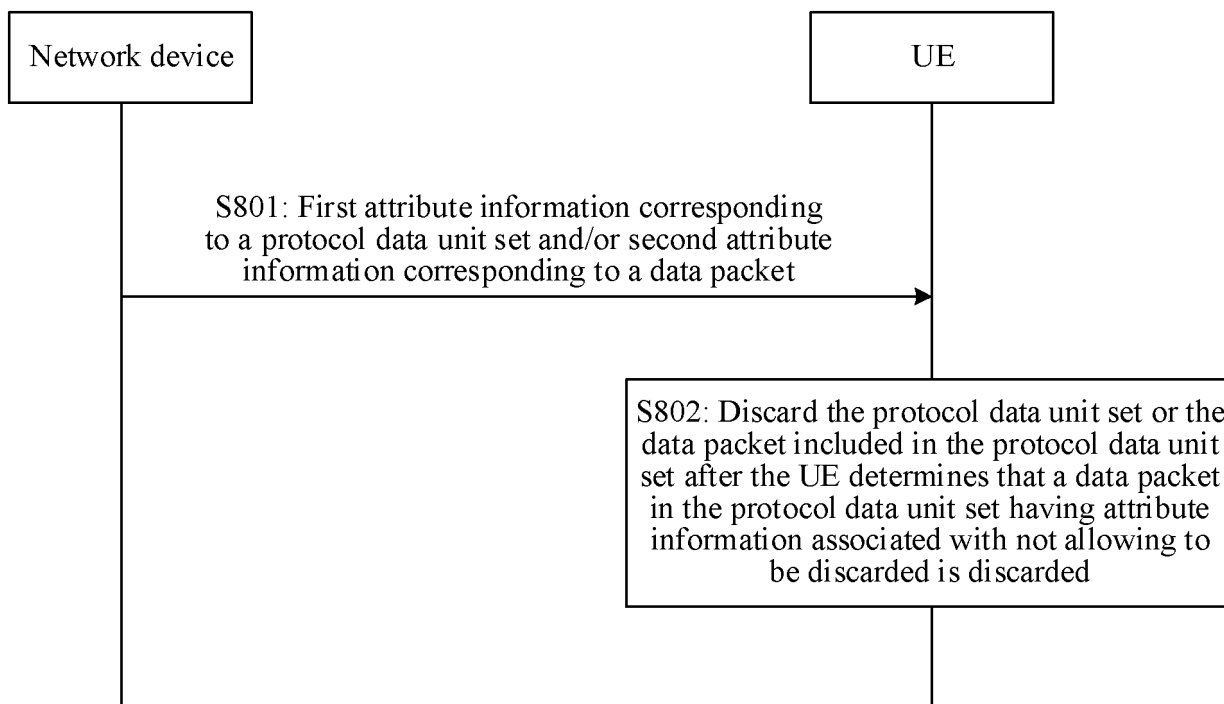 Network device
UE
S801: First attribute information corresponding
to a protocol data unit set and/or second attribute
information corresponding to a data packet
S802: Discard the protocol data unit set or the
data packet included in the protocol data unit
set after the UE determines that a data packet
in the protocol data unit set having attribute
information associated with not allowing to
be discarded is discarded